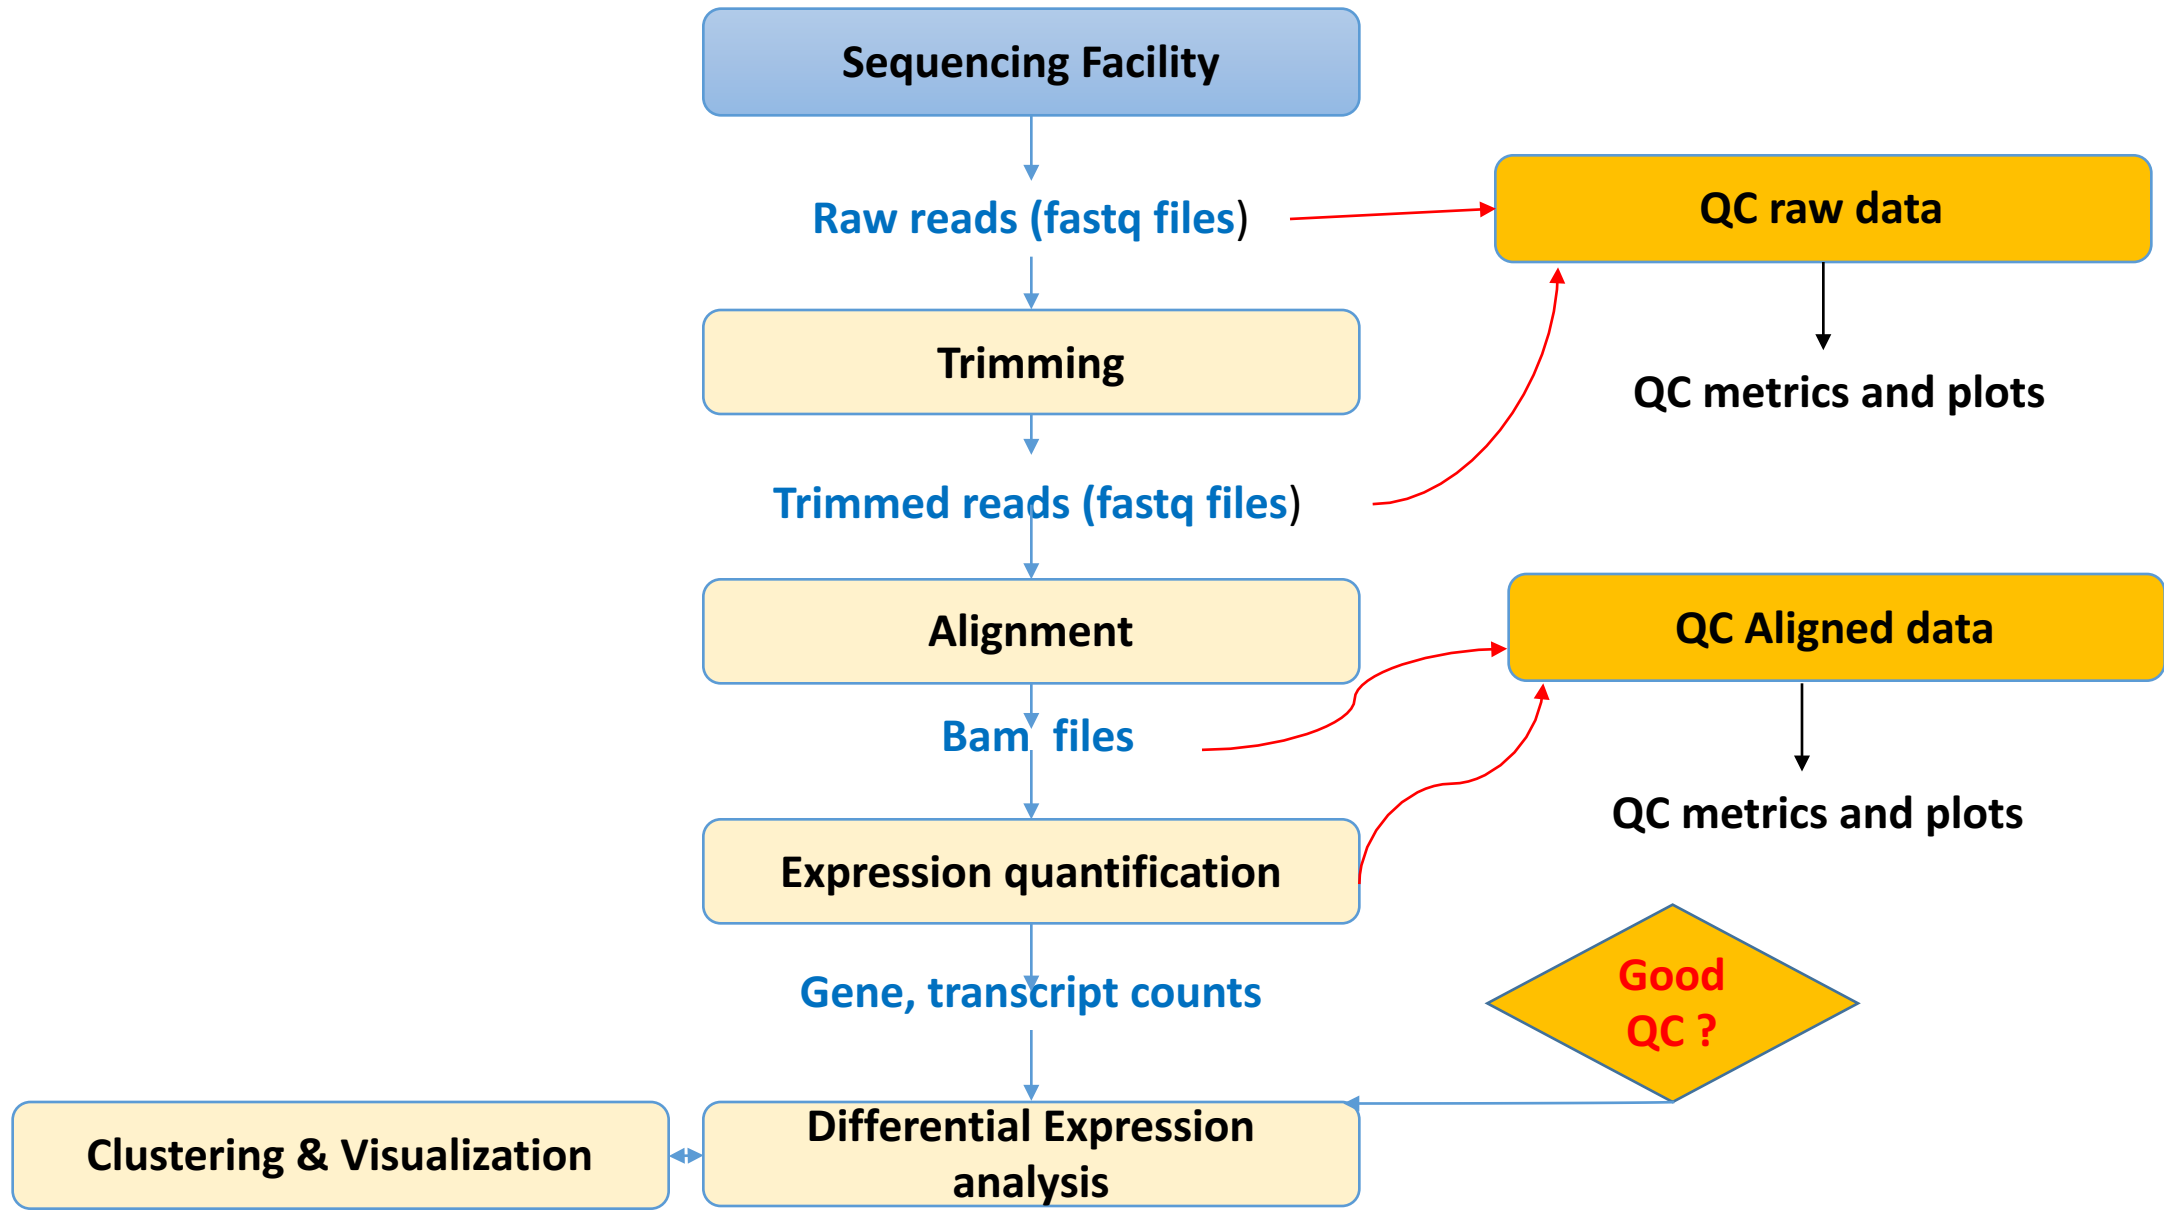 Sequencing Facility
Raw reads (fastq files)
QC raw data
Trimming
QC metrics and plots
Trimmed reads (fastq files)
Alignment
QC Aligned data
Bam files
QC metrics and plots
Expression quantification
Good
QC ?
Gene, transcript counts
Clustering & Visualization
Differential Expression
analysis